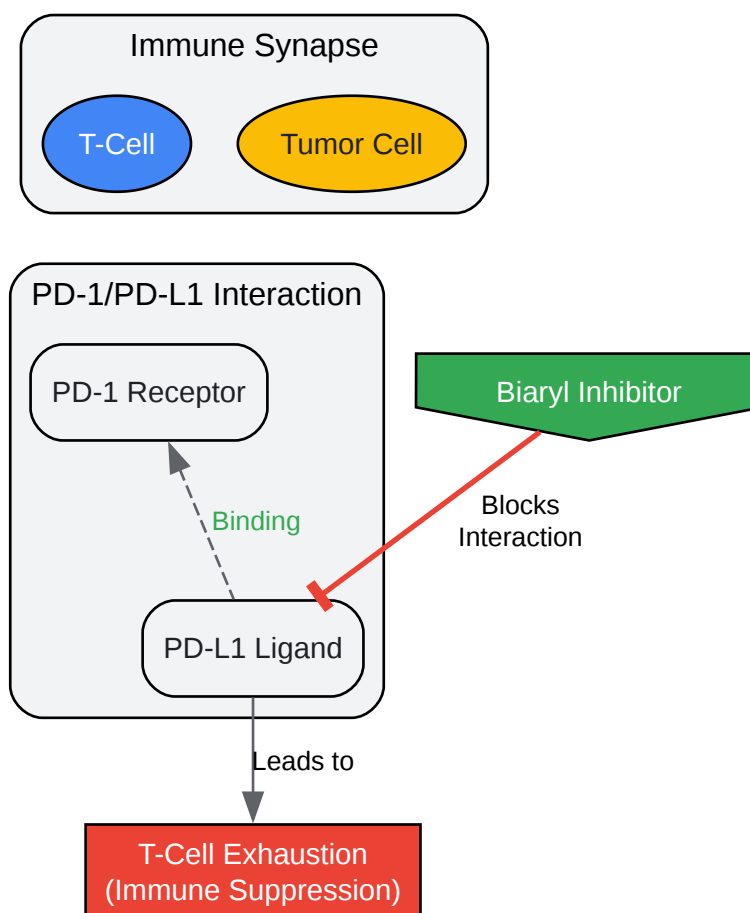 Immune Synapse
T-Cell
Tumor Cell
PD-1/PD-L1 Interaction
PD-1 Receptor
Biaryl Inhibitor
Binding
Blocks
Interaction
PD-L1 Ligand
Leads to
T-Cell Exhaustion
(Immune Suppression)